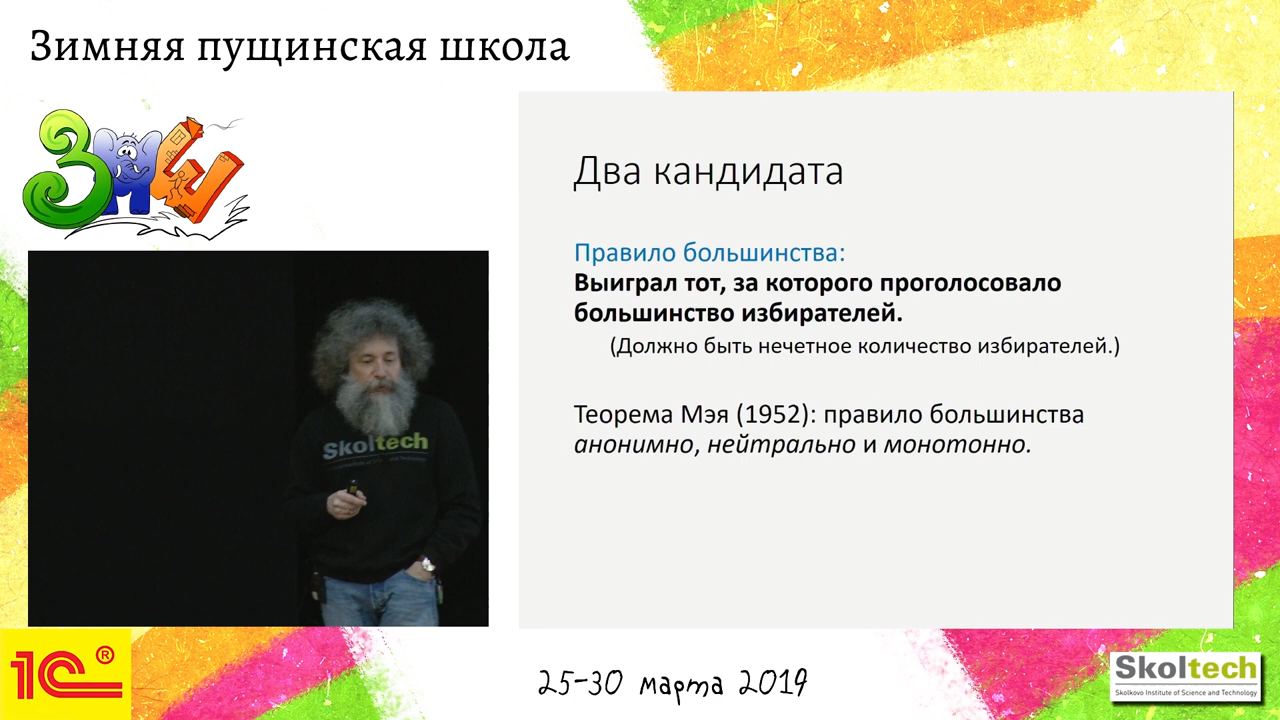 Зимняя пущинская школа
ЗПШ
Два кандидата
Правило большинства:
Выиграл тот, за которого проголосовало
большинство избирателей.
(Должно быть нечетное количество избирателей.)
Теорема Мэя (1952): правило большинства
анонимно, нейтрально и монотонно.
Skoltech
1С®
25-30 марта 2019
Skoltech
Skolkovo Institute of Science and Technology